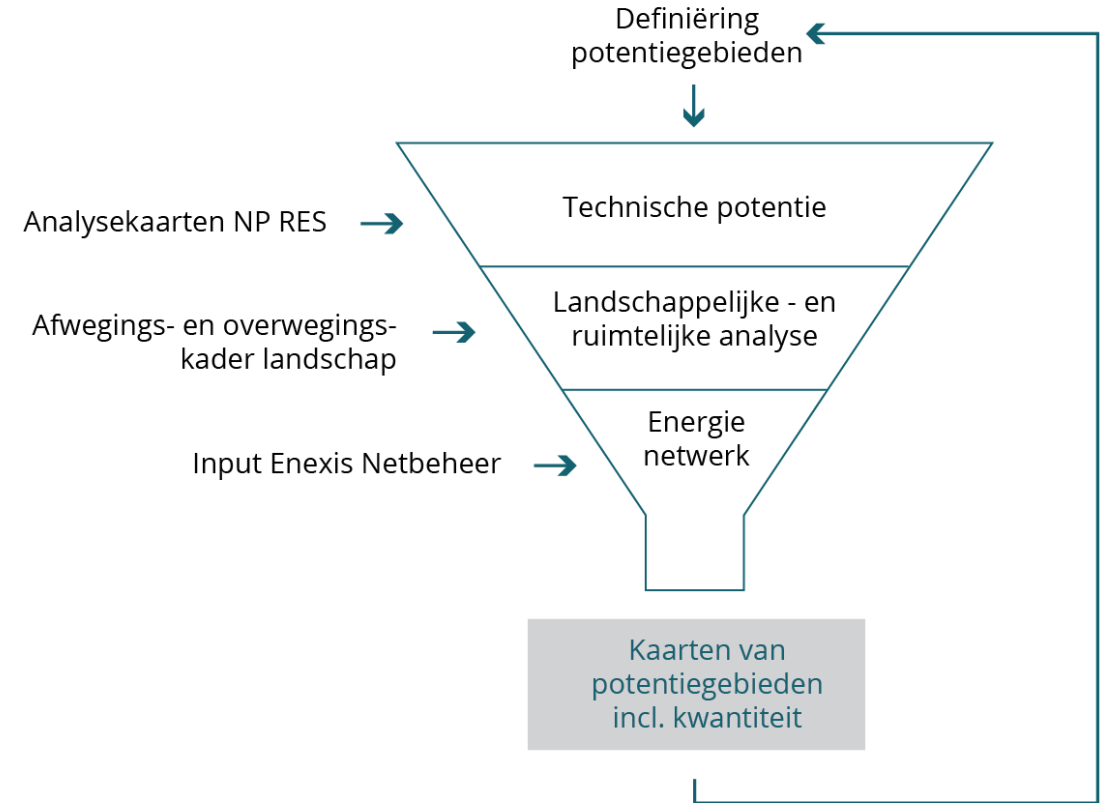 Definiëring
potentiegebieden
Technische potentie
Analysekaarten NP RES
Landschappelijke - en
ruimtelijke analyse
Afwegings- en overwegings-
kader landschap
Energie
netwerk
Input Enexis Netbeheer
Kaarten van
potentiegebieden
incl. kwantiteit